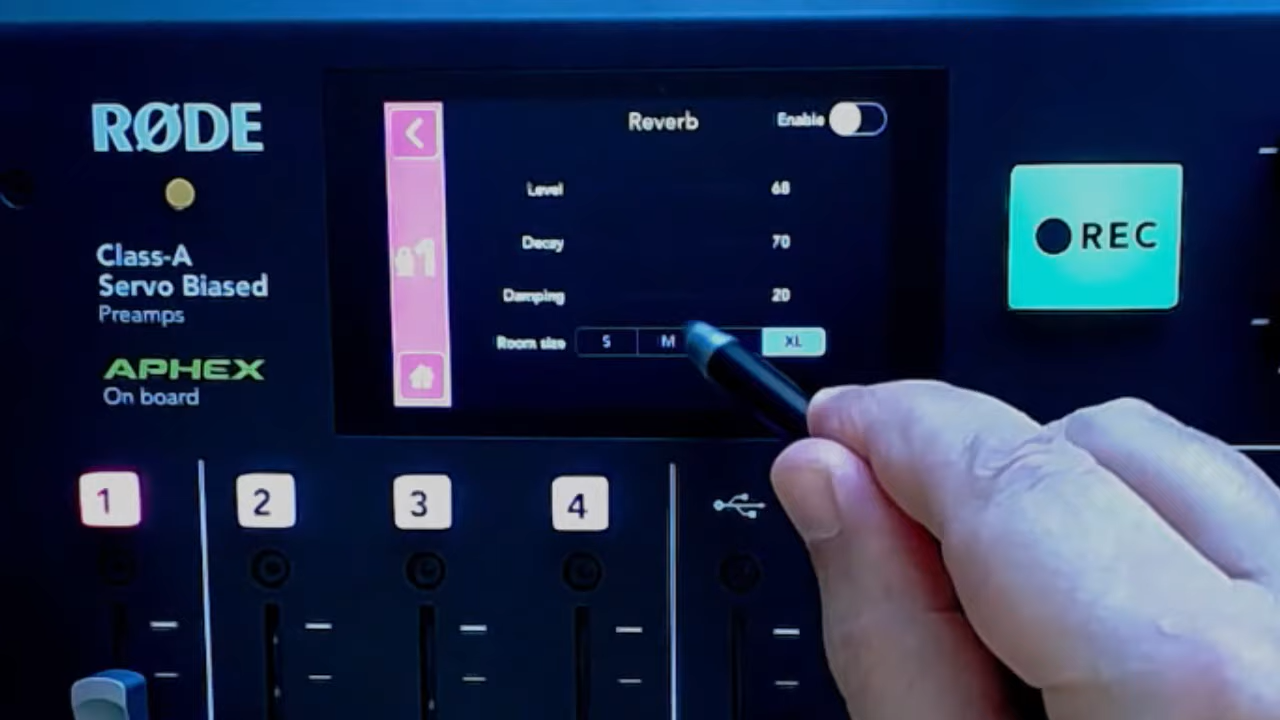 RØDE
Class-A
Servo Biased
Preamps
APHEX
On board
1
Reverb
Enable
Level 68
Decay 70
Damping 20
Room size S M XL
REC
1 2 3 4